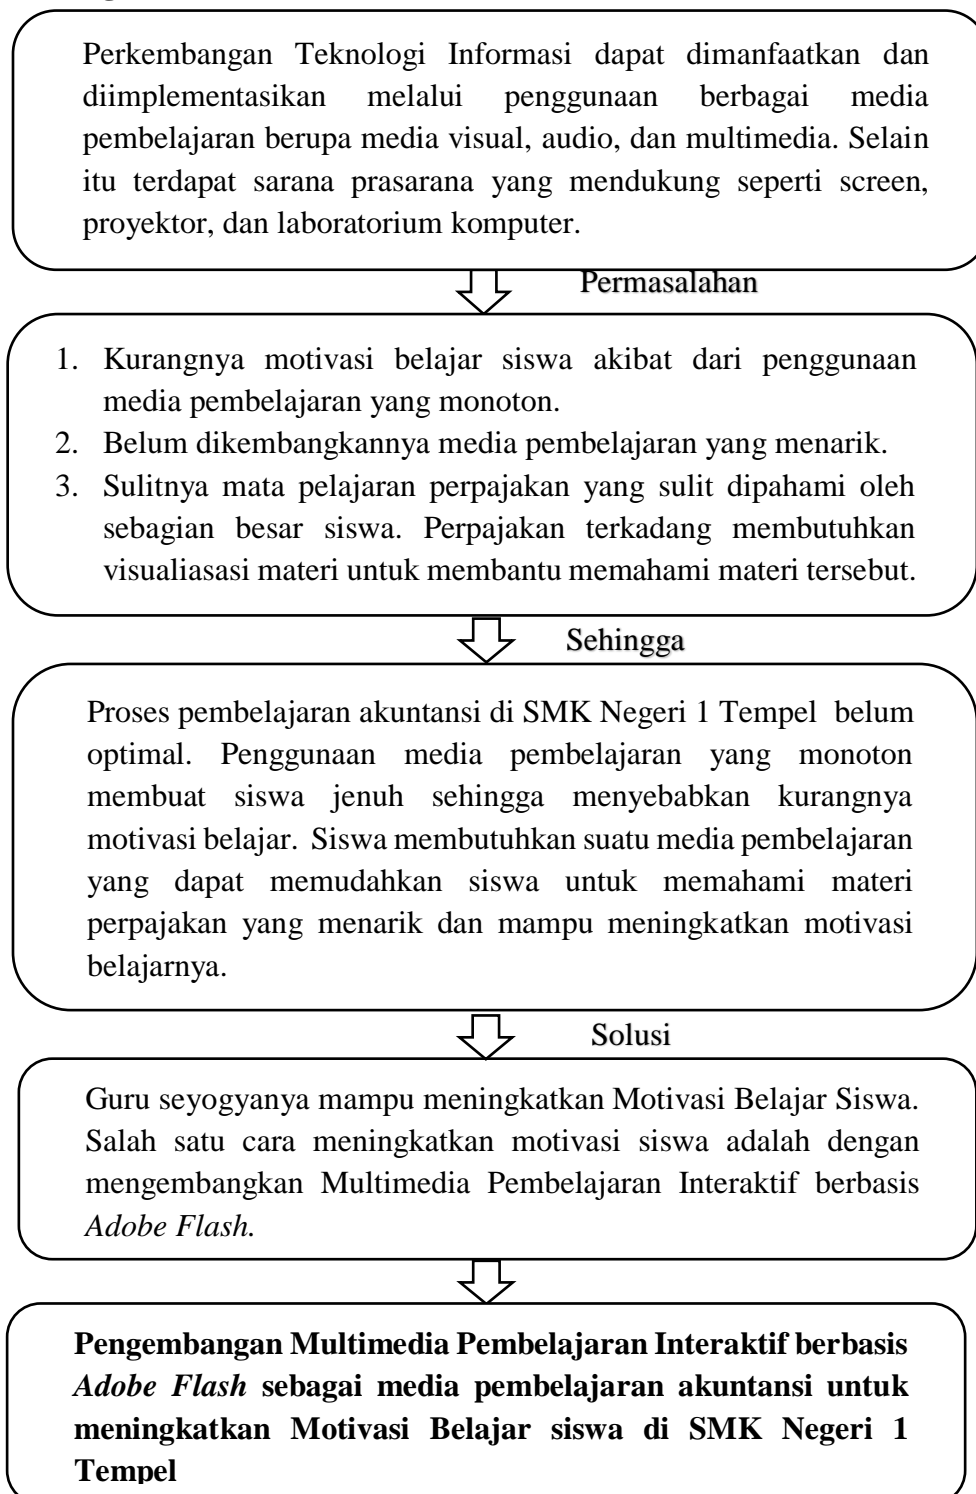 Perkembangan Teknologi Informasi dapat dimanfaatkan dan
diimplementasikan melalui penggunaan berbagai media
pembelajaran berupa media visual, audio, dan multimedia. Selain
itu terdapat sarana prasarana yang mendukung seperti screen,
proyektor, dan laboratorium komputer.
Permasalahan
1. Kurangnya motivasi belajar siswa akibat dari penggunaan
media pembelajaran yang monoton.
2. Belum dikembangkannya media pembelajaran yang menarik.
3. Sulitnya mata pelajaran perpajakan yang sulit dipahami oleh
sebagian besar siswa. Perpajakan terkadang membutuhkan
visualiasasi materi untuk membantu memahami materi tersebut.
Sehingga
Proses pembelajaran akuntansi di SMK Negeri 1 Tempel belum
optimal. Penggunaan media pembelajaran yang monoton
membuat siswa jenuh sehingga menyebabkan kurangnya
motivasi belajar. Siswa membutuhkan suatu media pembelajaran
yang dapat memudahkan siswa untuk memahami materi
perpajakan yang menarik dan mampu meningkatkan motivasi
belajarnya.
Solusi
Guru seyogyanya mampu meningkatkan Motivasi Belajar Siswa.
Salah satu cara meningkatkan motivasi siswa adalah dengan
mengembangkan Multimedia Pembelajaran Interaktif berbasis
Adobe Flash.
Pengembangan Multimedia Pembelajaran Interaktif berbasis
Adobe Flash sebagai media pembelajaran akuntansi untuk
meningkatkan Motivasi Belajar siswa di SMK Negeri 1
Tempel